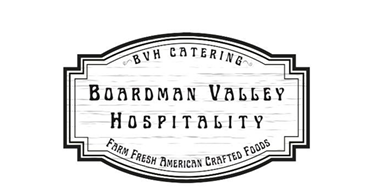 BVH CATERING
BOARDMAN VALLEY
HOSPITALITY
FARM FRESH AMERICAN CRAFTED FOODS